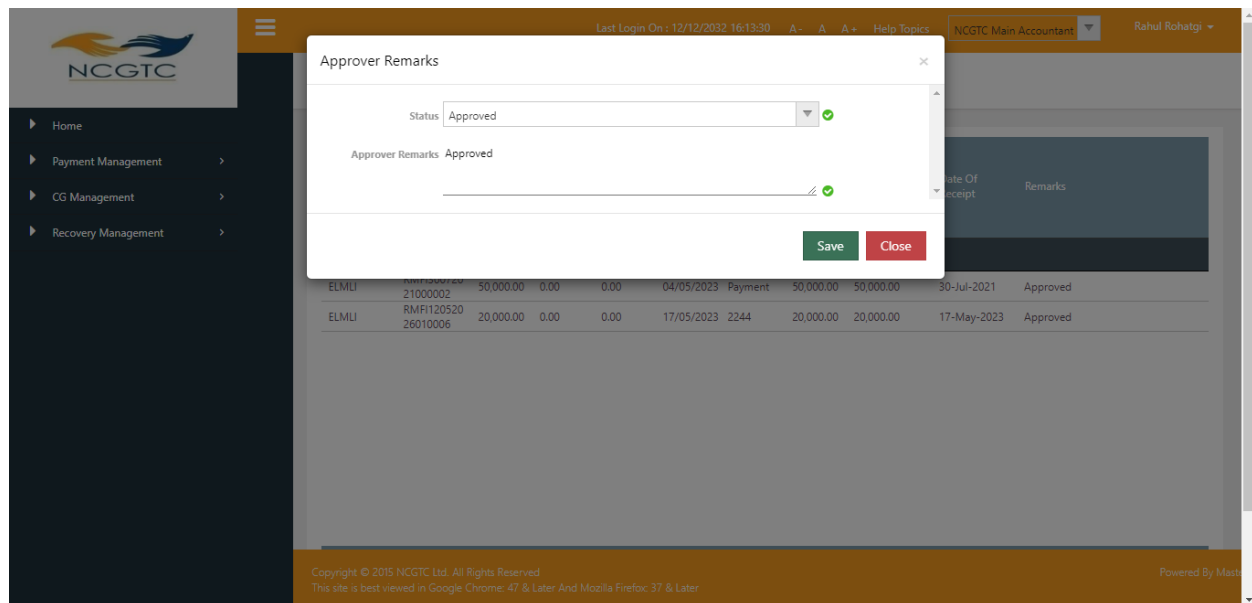 Last Login On : 12/12/2032 16:13:30 A- A A+ Help Topics NCGTC Main Accountant Rahul Rohatgi
NCGTC
Home
Payment Management
CG Management
Recovery Management
Approver Remarks
Status Approved
Approver Remarks Approved
Save Close
Date Of
Receipt
Remarks
ELMLI 21000002 50,000.00 0.00 0.00 04/05/2023 Payment 50,000.00 50,000.00 30-Jul-2021 Approved
RMFI120520
ELMLI 26010006 20,000.00 0.00 0.00 17/05/2023 2244 20,000.00 20,000.00 17-May-2023 Approved
Copyright © 2015 NCGTC Ltd. All Rights Reserved
Powered By
This site is best viewed in Google Chrome: 47 & Later And Mozilla Firefox: 37 & Later